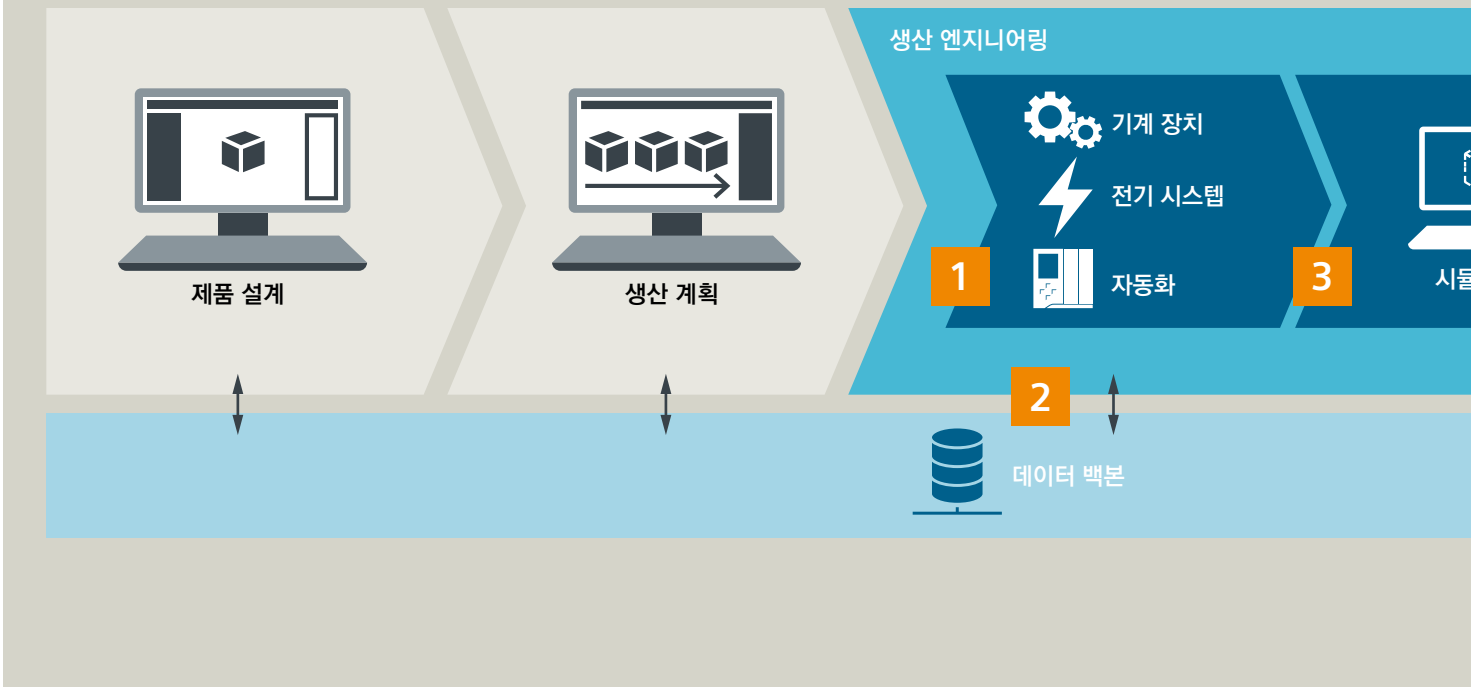 생산 엔지니어링
기계 장치
전기 시스텝
1
자동화
3
제품 설계
생산 계획
2
데이터 백본